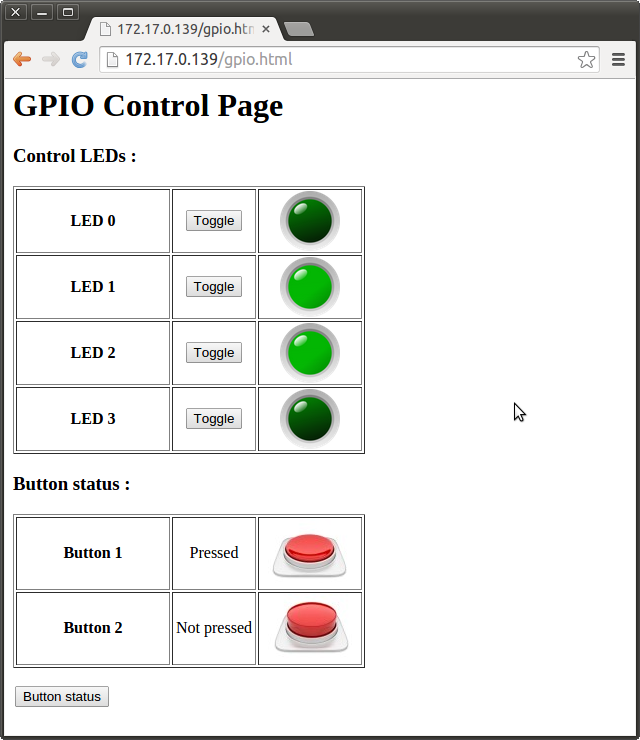 172.17.0.139/gpio.htm
172.17.0.139/gpio.html
GPIO Control Page
Control LEDs :
LED 0 Toggle
LED 1 Toggle
LED 2 Toggle
LED 3 Toggle
Button status :
Button 1 Pressed
Button 2 Not pressed
Button status